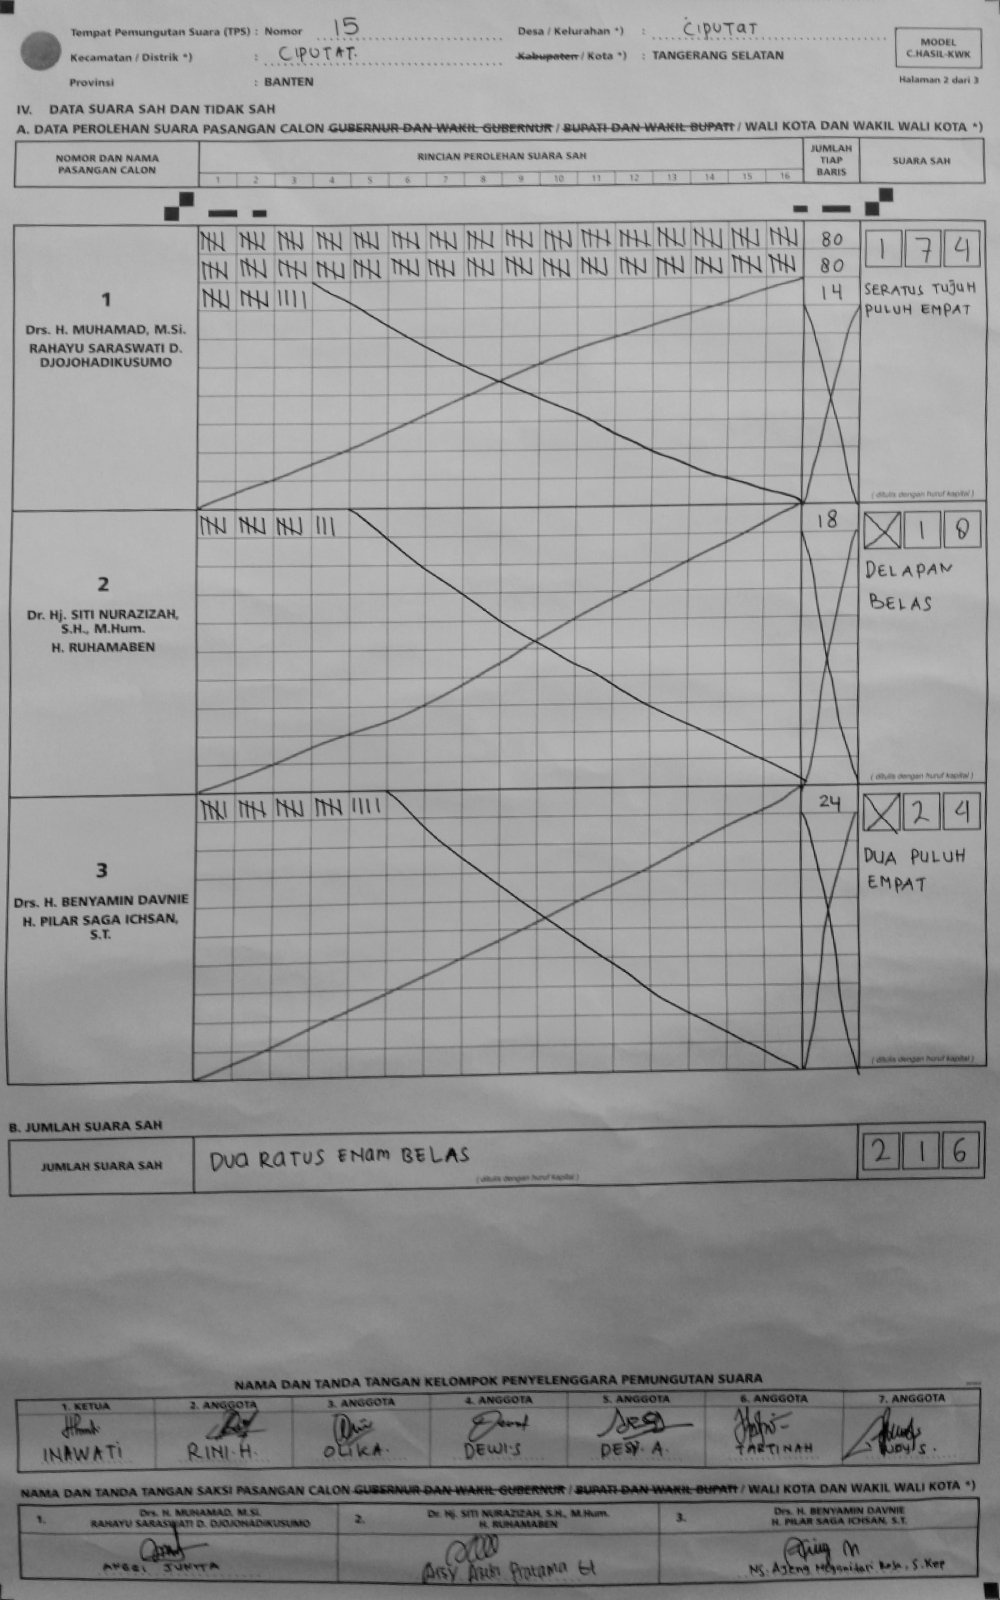 Tempat Pemungutan Suara (TPS) : Nomor 15 Desa / Kelurahan *) : CIPUTAT
Kecamatan / Distrik *) : CIPUTAT. Kabupaten / Kota *) : TANGERANG SELATAN
Provinsi : BANTEN
MODEL
C.HASIL-KWK
Halaman 2 dari 3
IV. DATA SUARA SAH DAN TIDAK SAH
A. DATA PEROLEHAN SUARA PASANGAN CALON GUBERNUR DAN WAKIL GUBERNUR / BUPATI DAN WAKIL BUPATI / WALI KOTA DAN WAKIL WALI KOTA *)
NOMOR DAN NAMA PASANGAN CALON
RINCIAN PEROLEHAN SUARA SAH
1 2 3 4 5 6 7 8 9 10 11 12 13 14 15 16
JUMLAH TIAP BARIS
SUARA SAH
1
Drs. H. MUHAMAD, M.Si.
RAHAYU SARASWATI D.
DJOJOHADIKUSUMO
80
80
14
1 7 4
SERATUS TUJUH
PULUH EMPAT
(ditulis dengan huruf kapital)
2
Dr. Hj. SITI NURAZIZAH,
S.H., M.Hum.
H. RUHAMABEN
18
X 1 8
DELAPAN
BELAS
(ditulis dengan huruf kapital)
3
Drs. H. BENYAMIN DAVNIE
H. PILAR SAGA ICHSAN,
S.T.
24
X 2 4
DUA PULUH
EMPAT
(ditulis dengan huruf kapital)
B. JUMLAH SUARA SAH
JUMLAH SUARA SAH DUA RATUS ENAM BELAS 2 1 6
(ditulis dengan huruf kapital)
NAMA DAN TANDA TANGAN KELOMPOK PENYELENGGARA PEMUNGUTAN SUARA
1. KETUA 2. ANGGOTA 3. ANGGOTA 4. ANGGOTA 5. ANGGOTA 6. ANGGOTA 7. ANGGOTA
INAWATI RINI.H. OLIKA. DEWI.S DESY. A. TARTINAH
NAMA DAN TANDA TANGAN SAKSI PASANGAN CALON GUBERNUR DAN WAKIL GUBERNUR / BUPATI DAN WAKIL BUPATI / WALI KOTA DAN WAKIL WALI KOTA *)
1. Drs. H. MUHAMAD, M.Si.
RAHAYU SARASWATI D. DJOJOHADIKUSUMO
2. Dr. Hj. SITI NURAZIZAH, S.H., M.Hum.
H. RUHAMABEN
3. Drs. H. BENYAMIN DAVNIE
H. PILAR SAGA ICHSAN, S.T.
Pratama
NS. Ajeng S.Kep